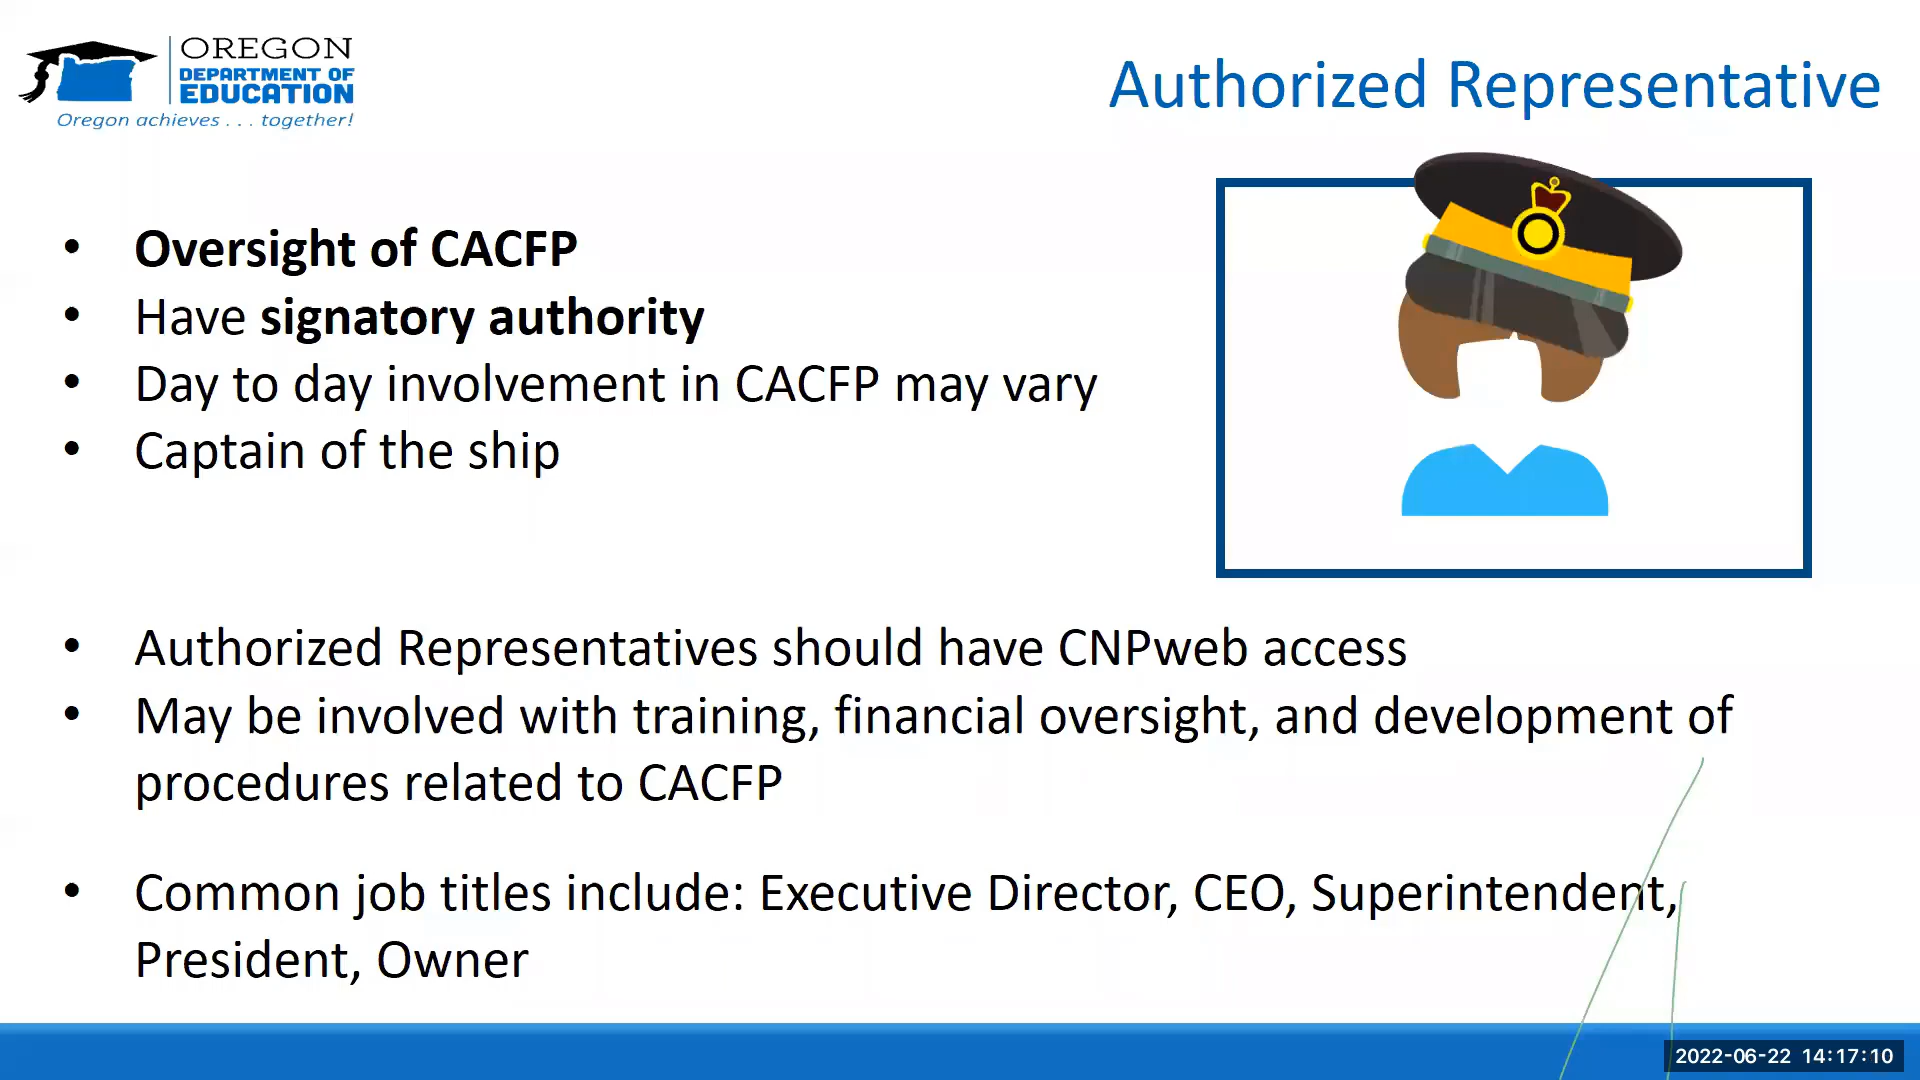 OREGON
DEPARTMENT OF
EDUCATION
Oregon achieves . . . together!
Authorized Representative
• Oversight of CACFP
• Have signatory authority
• Day to day involvement in CACFP may vary
• Captain of the ship
• Authorized Representatives should have CNPweb access
• May be involved with training, financial oversight, and development of
procedures related to CACFP
• Common job titles include: Executive Director, CEO, Superintendent,
President, Owner
2022-06-22 14:17:10